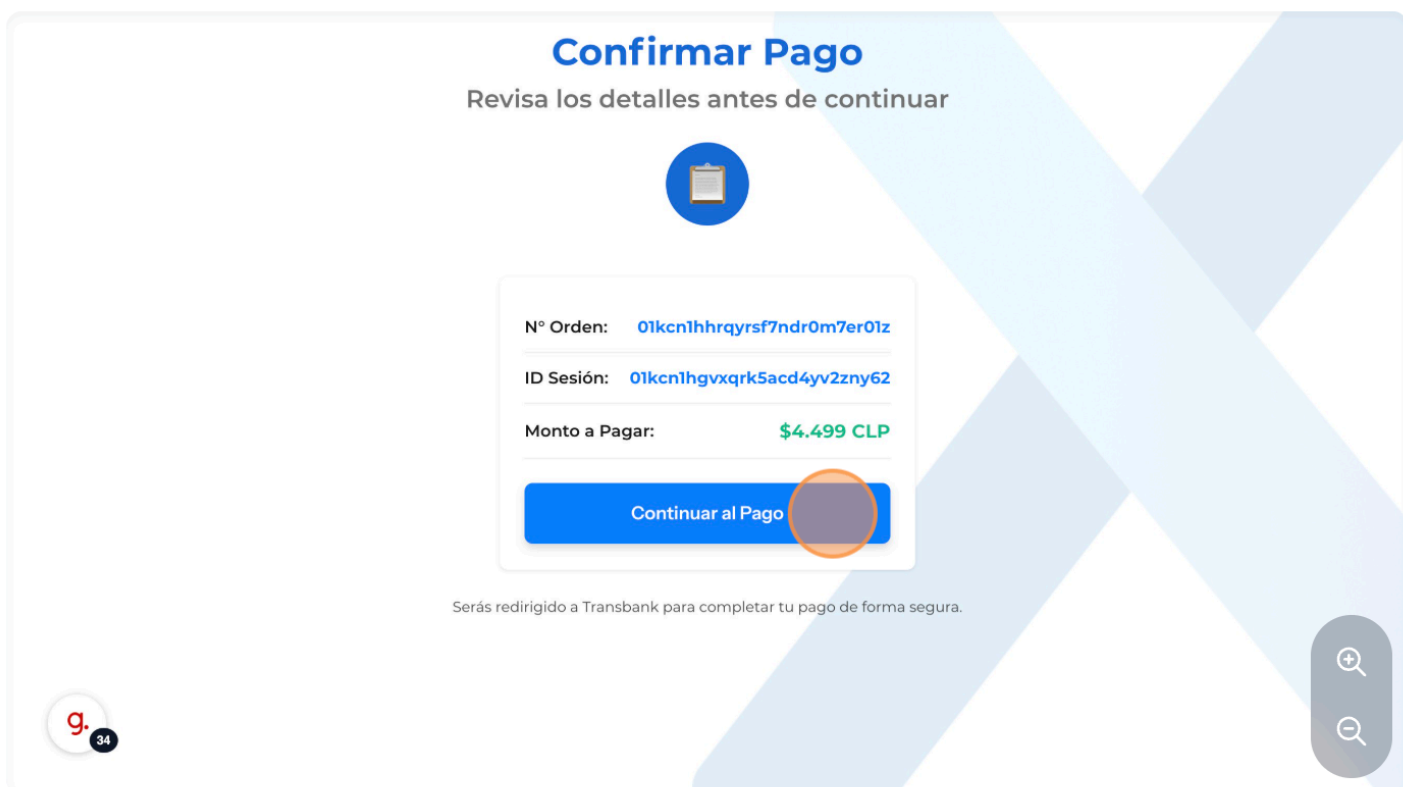 Confirmar Pago
Revisa los detalles antes de continuar
N° Orden: 01kcn1hhrqyrsf7ndr0m7er01z
ID Sesión: 01kcn1hgvxqrk5acd4yv2zny62
Monto a Pagar: $4.499 CLP
Continuar al Pago
Serás redirigido a Transbank para completar tu pago de forma segura.
g.
34